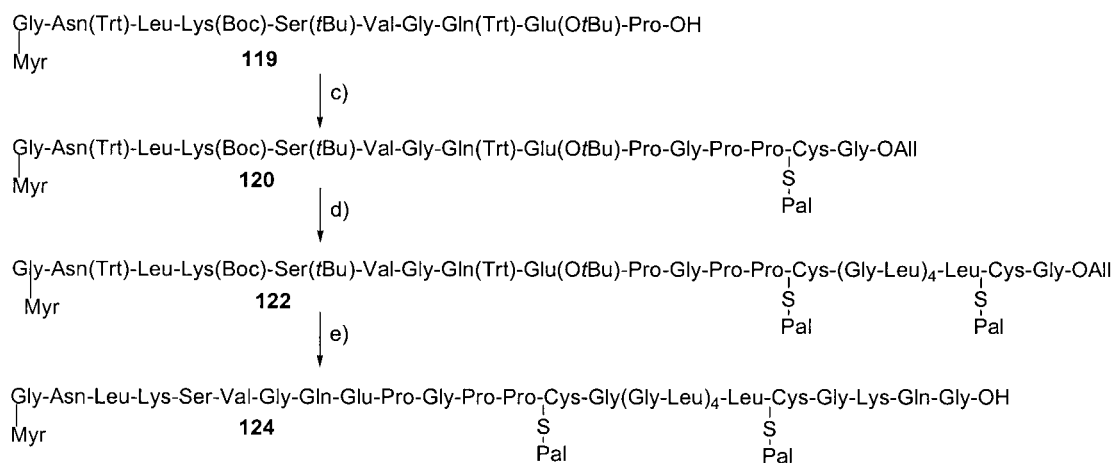 Gly-Asn(Trt)-Leu-Lys(Boc)-Ser(tBu)-Val-Gly-Gln(Trt)-Glu(OtBu)-Pro-OH
Myr
119
c)
Gly-Asn(Trt)-Leu-Lys(Boc)-Ser(tBu)-Val-Gly-Gln(Trt)-Glu(OtBu)-Pro-Gly-Pro-Pro-Cys-Gly-OAll
Myr
120
S
Pal
d)
Gly-Asn(Trt)-Leu-Lys(Boc)-Ser(tBu)-Val-Gly-Gln(Trt)-Glu(OtBu)-Pro-Gly-Pro-Pro-Cys-(Gly-Leu)4-Leu-Cys-Gly-OAll
Myr
122
S
S
Pal
Pal
e)
Gly-Asn-Leu-Lys-Ser-Val-Gly-Gln-Glu-Pro-Gly-Pro-Pro-Cys-Gly(Gly-Leu)4-Leu-Cys-Gly-Lys-Gln-Gly-OH
Myr
124
S
S
Pal
Pal